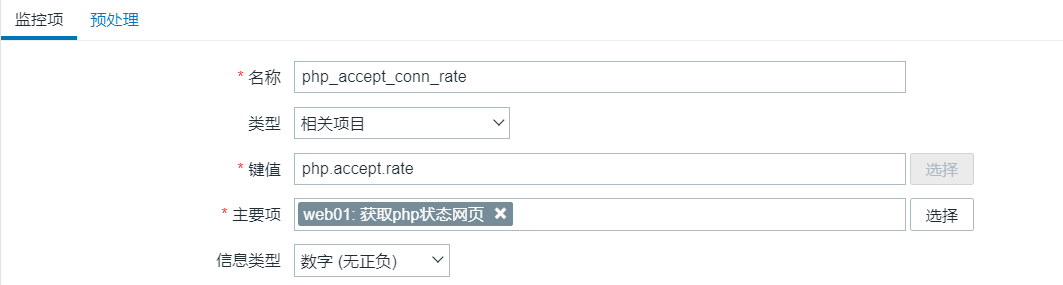 监控项 预处理
* 名称 php_accept_conn_rate
类型 相关项目
* 键值 php.accept.rate 选择
* 主要项 web01: 获取php状态网页 ✖ 选择
信息类型 数字 (无正负)